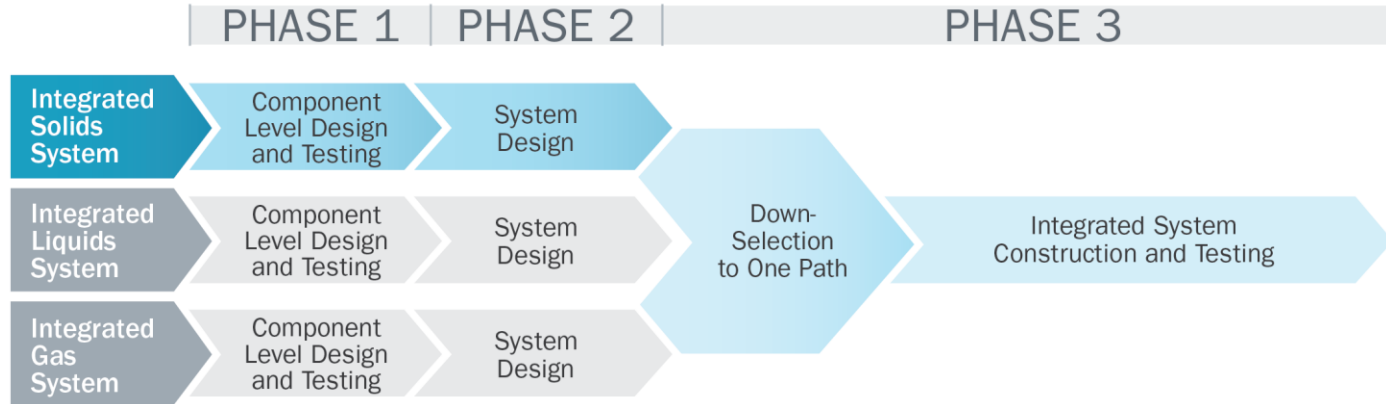 PHASE 1
PHASE 2
PHASE 3
Integrated
Solids
System
Component
Level Design
and Testing
System
Design
Integrated
Liquids
System
Component
Level Design
and Testing
System
Design
Down-
Selection
to One Path
Integrated System
Construction and Testing
Integrated
Gas
System
Component
Level Design
and Testing
System
Design